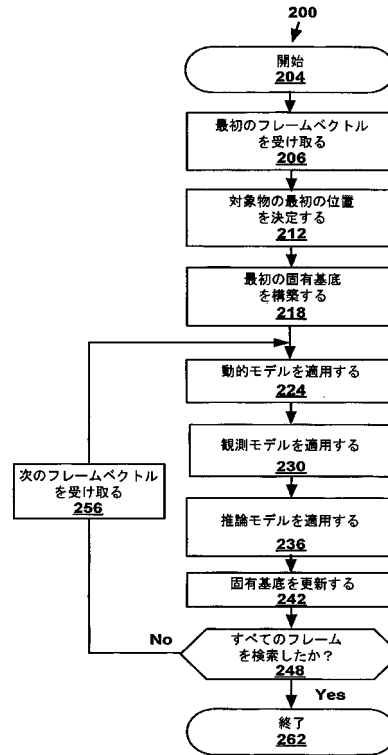 200
開始
204
最初のフレームベクトル
を受け取る
206
対象物の最初の位置
を決定する
212
最初の固有基底
を構築する
218
動的モデルを適用する
224
観測モデルを適用する
230
次のフレームベクトル
を受け取る
256
推論モデルを適用する
236
固有基底を更新する
242
No
すべてのフレーム
を検索したか？
248
Yes
終了
262